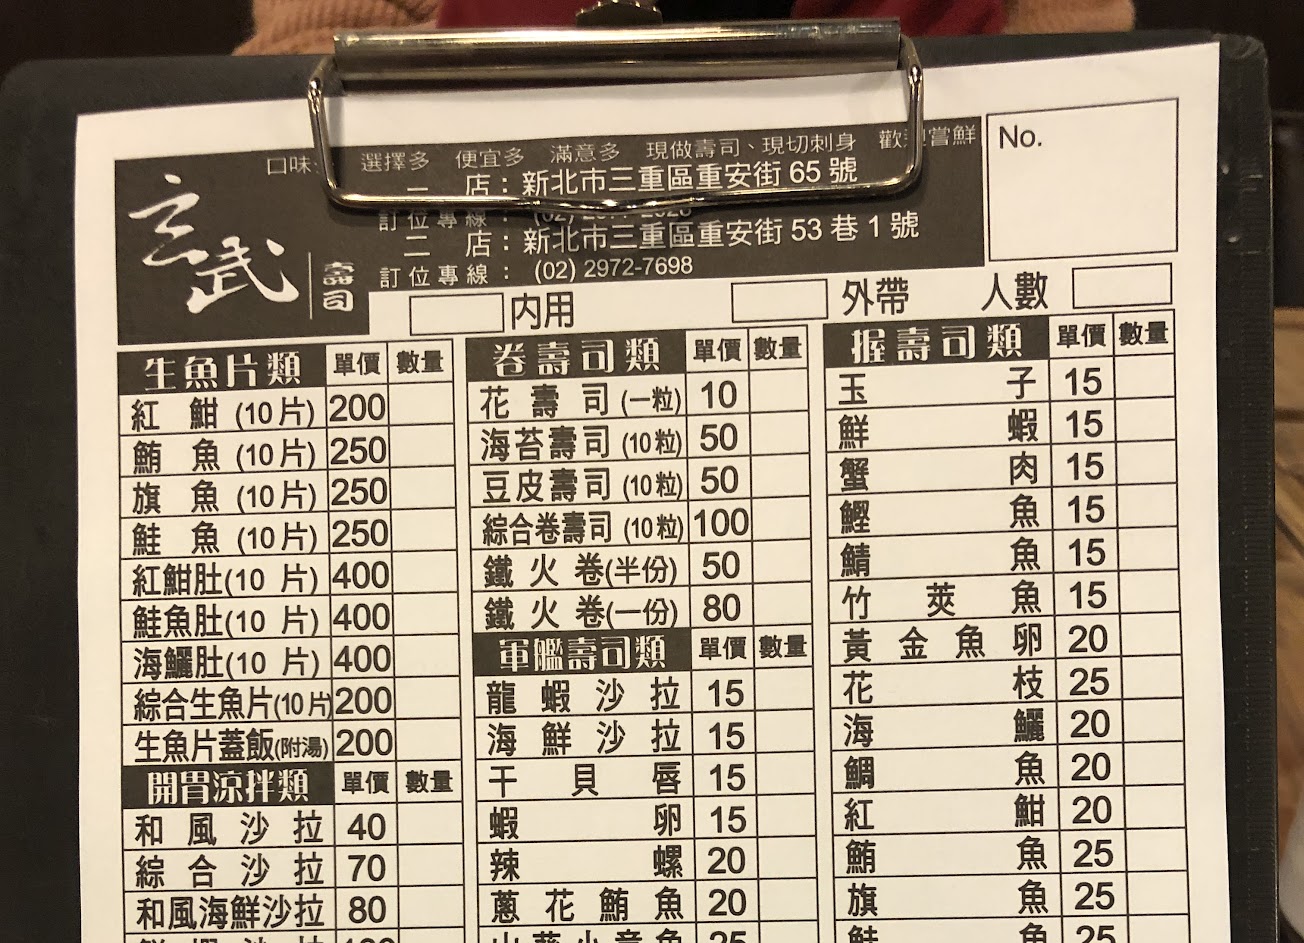 口味 選擇多 便宜多 滿意多 現做壽司、現切刺身 歡 嘗鮮
店：新北市三重區重安街 65 號
訂位專線： (02)
二 店：新北市三重區重安街 53 巷 1 號
訂位專線： (02) 2972-7698
玄武 壽司
No.
内用 外帶 人數
生魚片類 單價 數量
紅魽 (10片) 200
鮪魚 (10片) 250
旗魚 (10片) 250
鮭魚 (10片) 250
紅魽肚(10 片) 400
鮭魚肚(10 片) 400
海鱺肚(10 片) 400
綜合生魚片(10片) 200
生魚片蓋飯(附湯) 200
開胃涼拌類 單價 數量
和風沙拉 40
綜合沙拉 70
和風海鮮沙拉 80
卷壽司類 單價 數量
花壽司 (一粒) 10
海苔壽司 (10粒) 50
豆皮壽司 (10粒) 50
綜合卷壽司 (10粒) 100
鐵火卷(半份) 50
鐵火卷(一份) 80
軍艦壽司類 單價 數量
龍蝦沙拉 15
海鮮沙拉 15
干貝唇 15
蝦卵 15
辣螺 20
蔥花鮪魚 20
25
握壽司類 單價 數量
玉子 15
鮮蝦 15
蟹肉 15
鰹魚 15
鯖魚 15
竹莢魚 15
黃金魚卵 20
花枝 25
海鱺 20
鯛魚 20
紅魽 20
鮪魚 25
旗魚 25
鮭魚 25